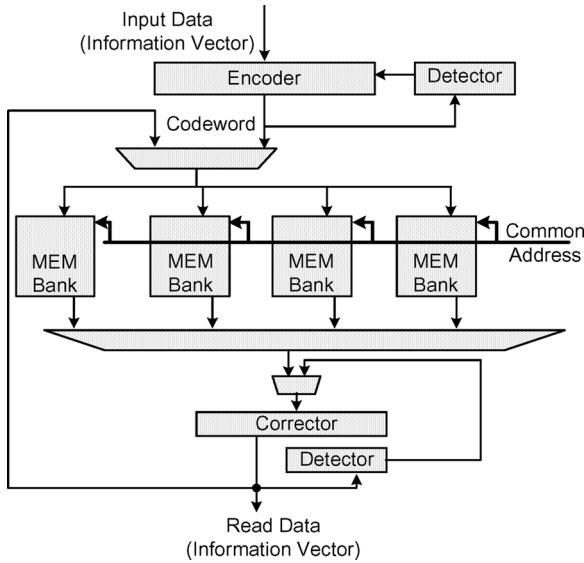 Input Data
(Information Vector)
Encoder
Detector
Codeword
Common
Address
MEM
Bank
MEM
Bank
MEM
Bank
MEM
Bank
Corrector
Detector
Read Data
(Information Vector)